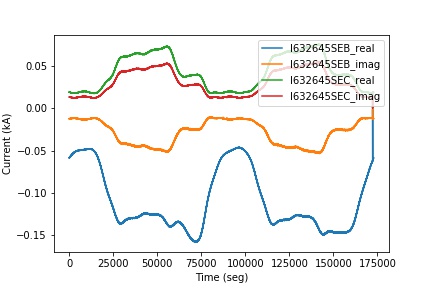 I632645SEB_real
I632645SEB_imag
I632645SEC_real
I632645SEC_imag
Current (kA)
0.05
0.00
−0.05
−0.10
−0.15
0 25000 50000 75000 100000 125000 150000 175000
Time (seg)